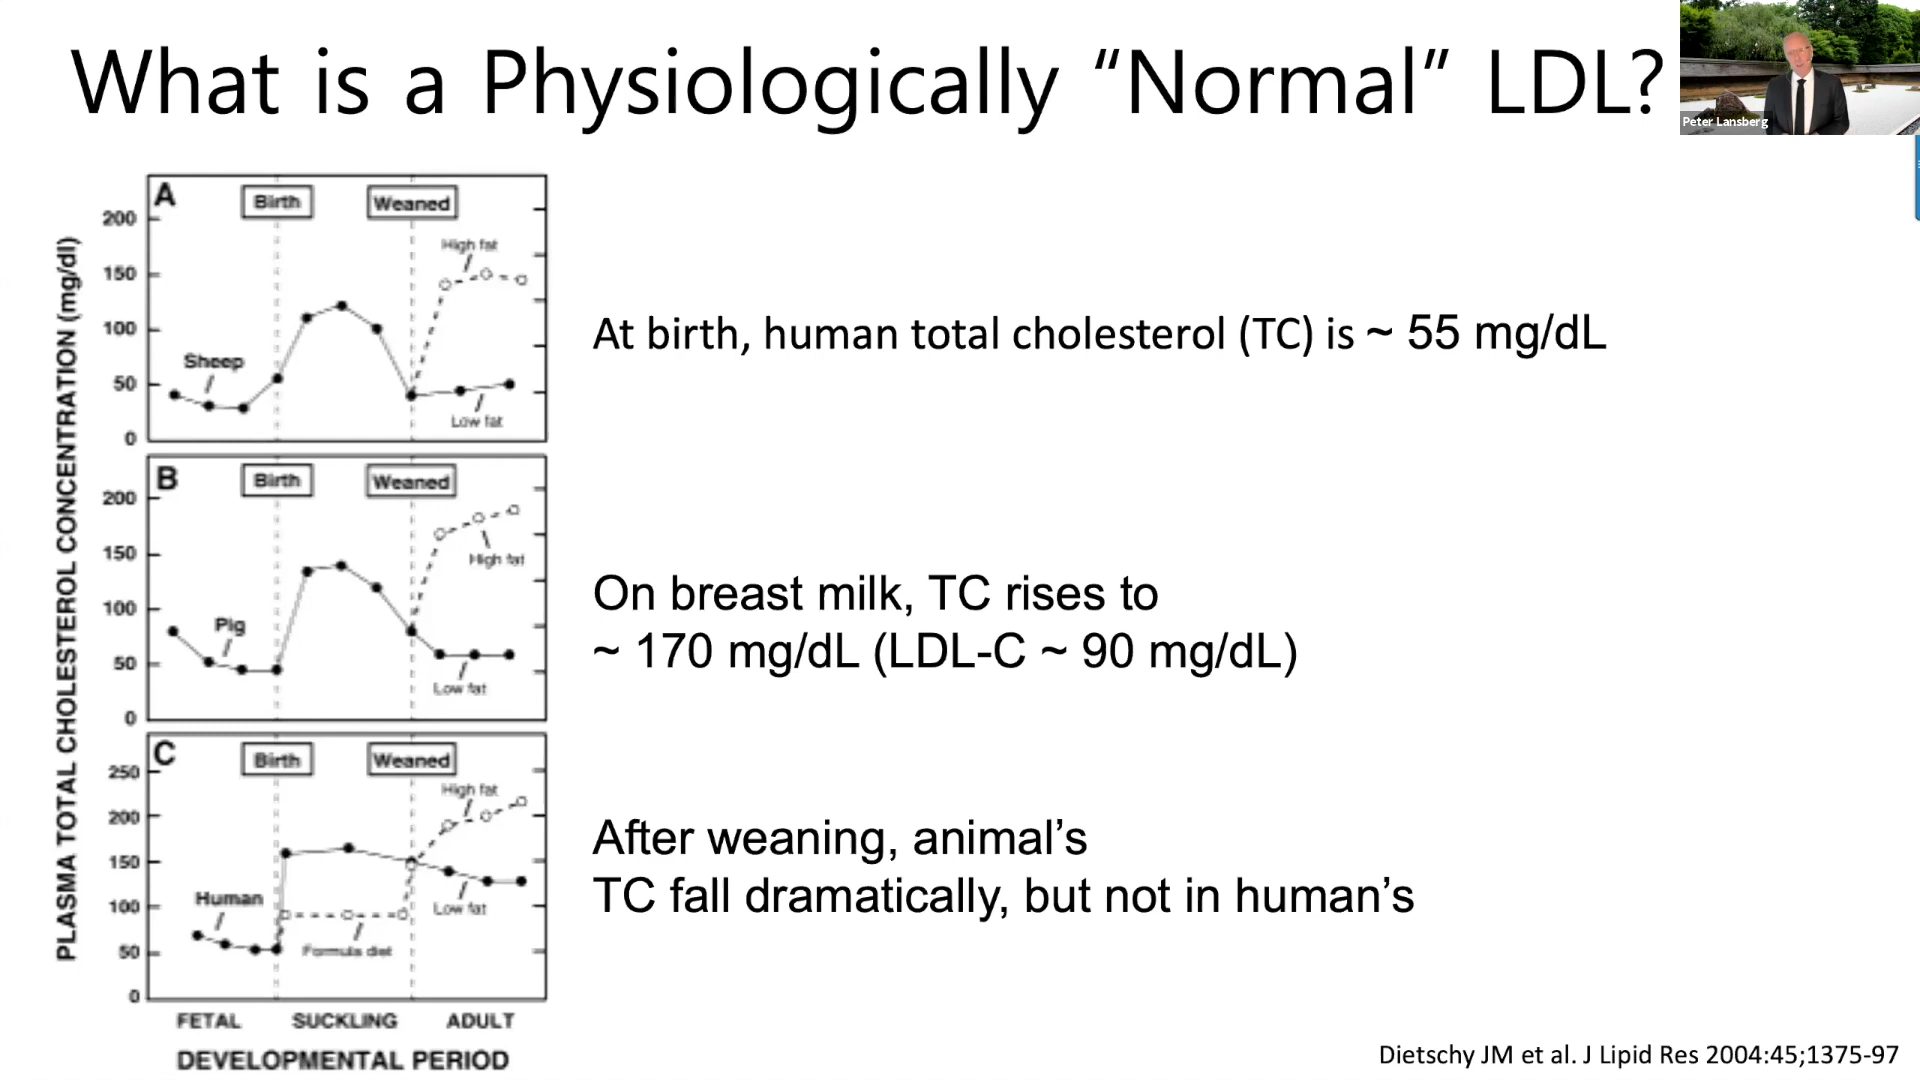 What is a Physiologically “Normal” LDL?
Peter Lansberg
PLASMA TOTAL CHOLESTEROL CONCENTRATION (mg/dl)
A
Birth
Weaned
200
150
100
50
0
High fat
Sheep
Low fat
At birth, human total cholesterol (TC) is ~ 55 mg/dL
B
Birth
Weaned
200
150
100
50
0
High fat
Pig
Low fat
On breast milk, TC rises to
~ 170 mg/dL (LDL-C ~ 90 mg/dL)
C
Birth
Weaned
250
200
150
100
50
0
High fat
Human
Low fat
Formula diet
After weaning, animal’s
TC fall dramatically, but not in human’s
FETAL SUCKLING ADULT
DEVELOPMENTAL PERIOD
Dietschy JM et al. J Lipid Res 2004:45;1375-97